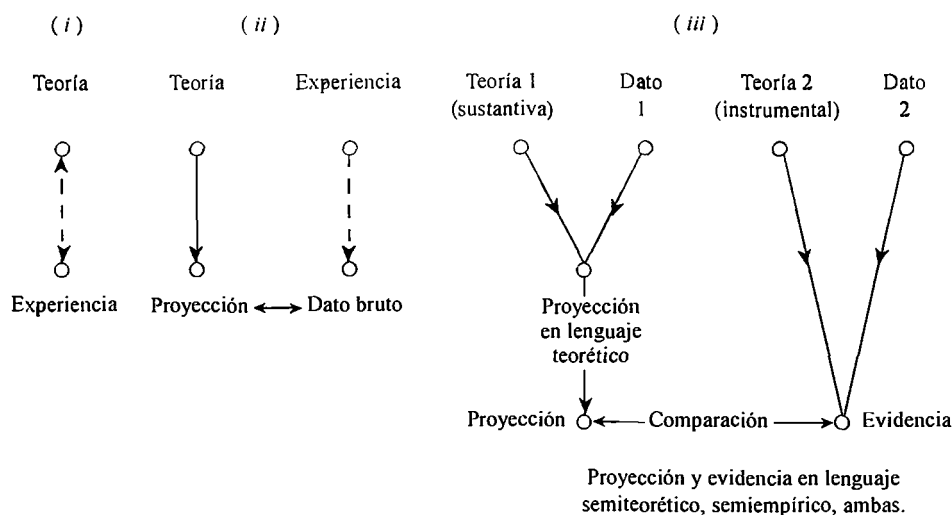 (i)
(ii)
(iii)
Teoría
Teoría
Experiencia
Teoría 1
(sustantiva)
Dato
1
Teoría 2
(instrumental)
Dato
2
Experiencia
Proyección
Dato bruto
Proyección
en lenguaje
teorético
Proyección
Comparación
Evidencia
Proyección y evidencia en lenguaje
semiteorético, semiempírico, ambas.